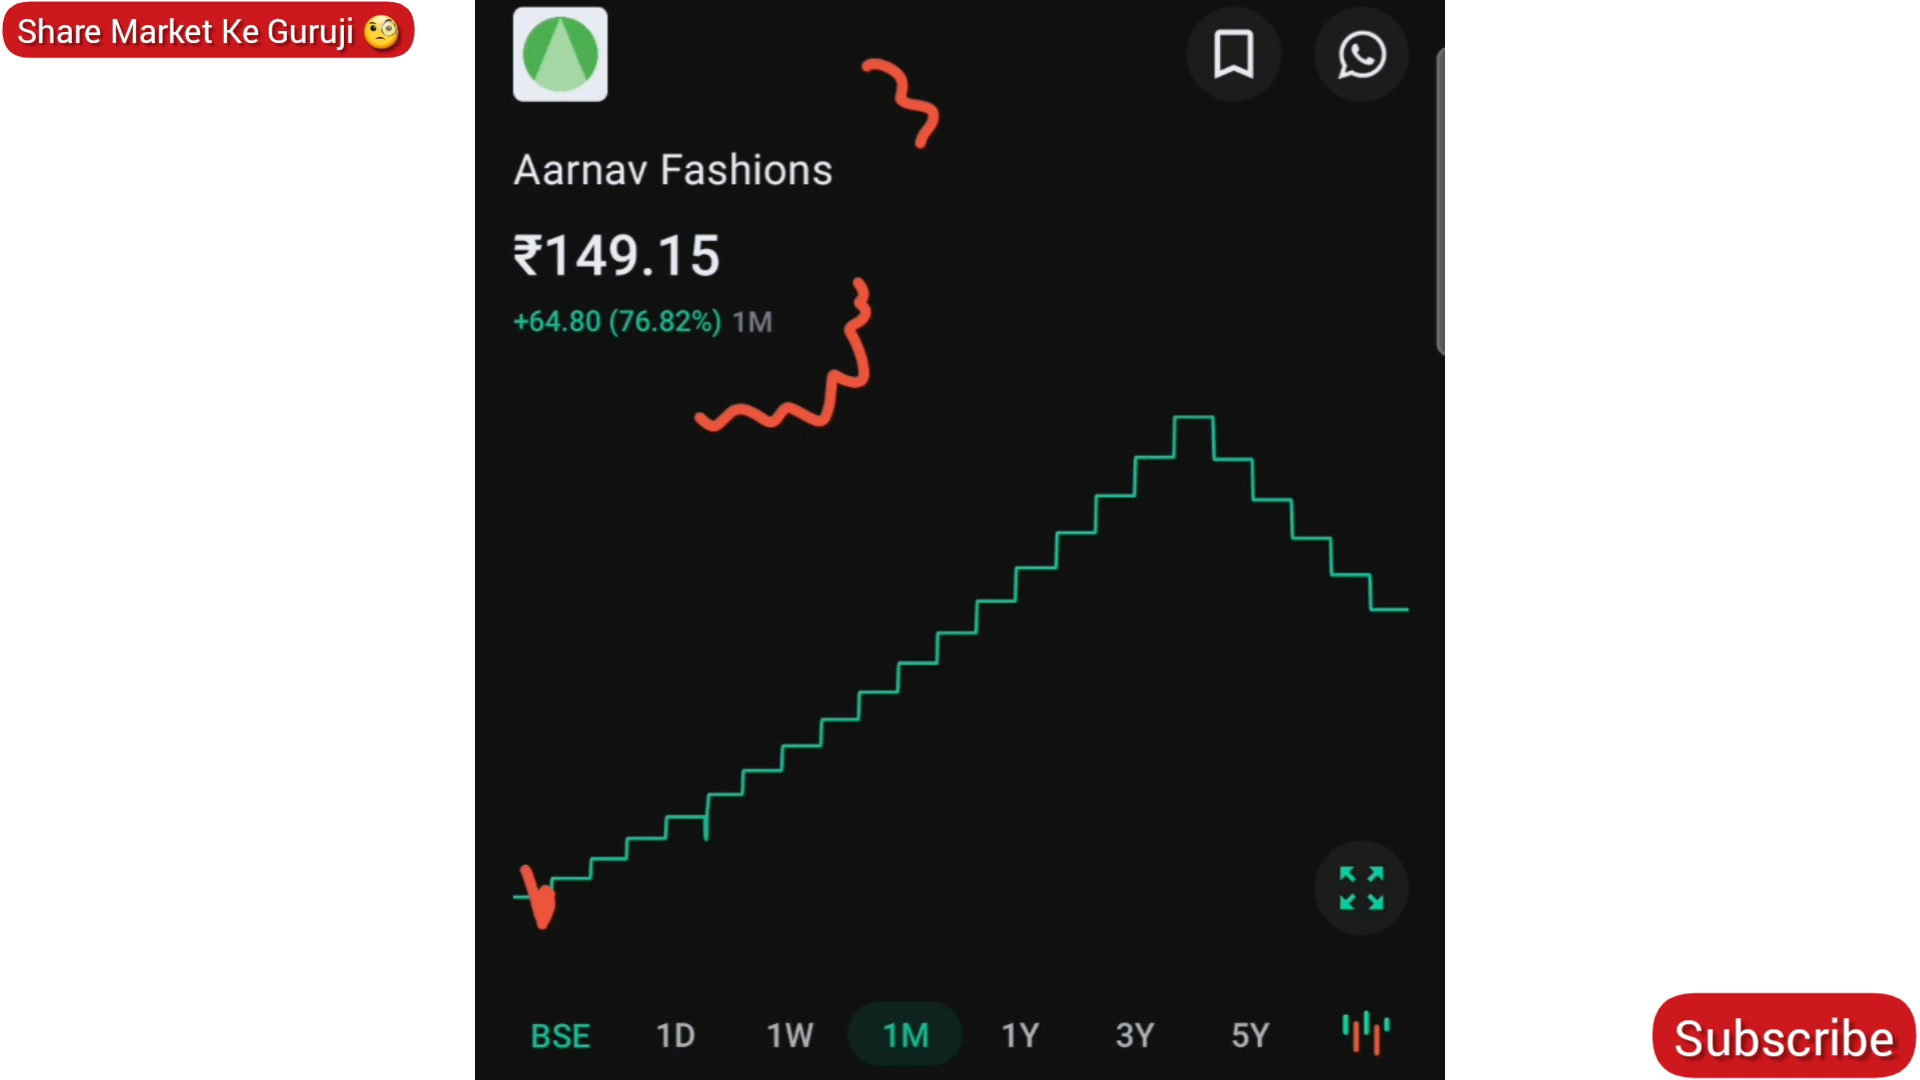 Share Market Ke Guruji 🧐
Aarnav Fashions
₹149.15
+64.80 (76.82%) 1M
BSE 1D 1W 1M 1Y 3Y 5Y
Subscribe